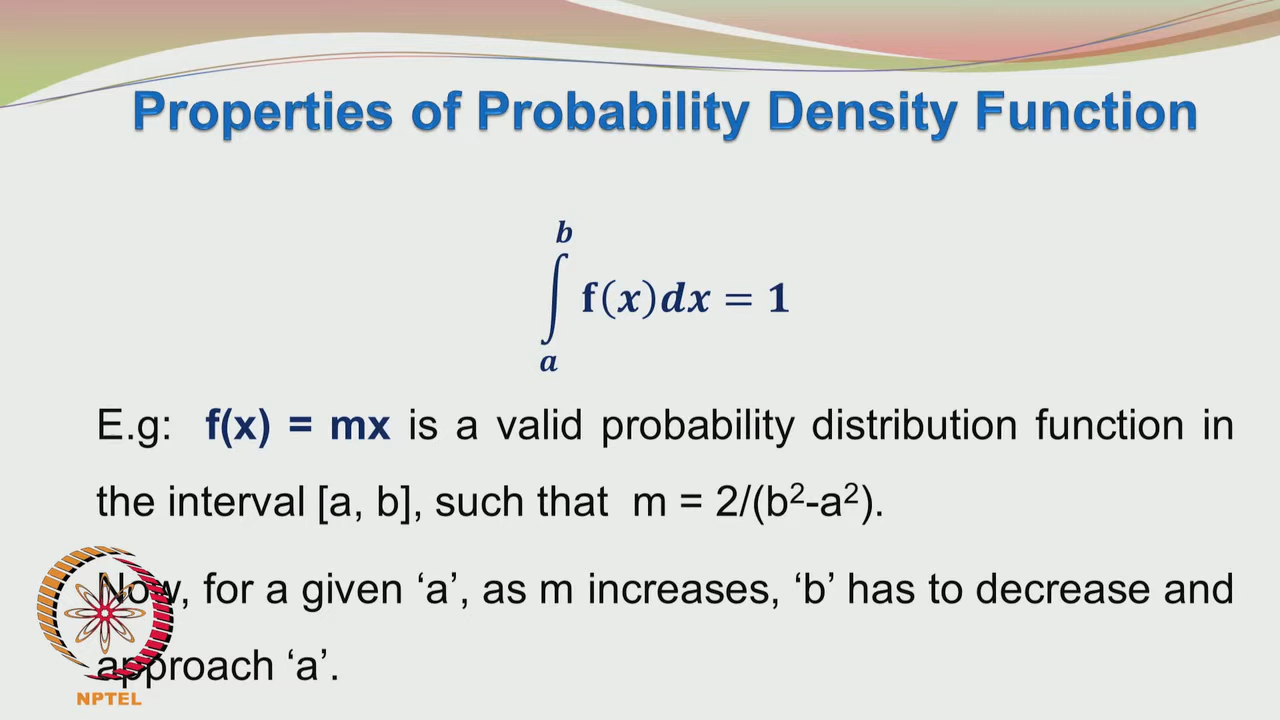 Properties of Probability Density Function
b
∫ f(x)dx = 1
a
E.g: f(x) = mx is a valid probability distribution function in
the interval [a, b], such that m = 2/(b²-a²).
Now, for a given ‘a’, as m increases, ‘b’ has to decrease and
approach ‘a’.
NPTEL